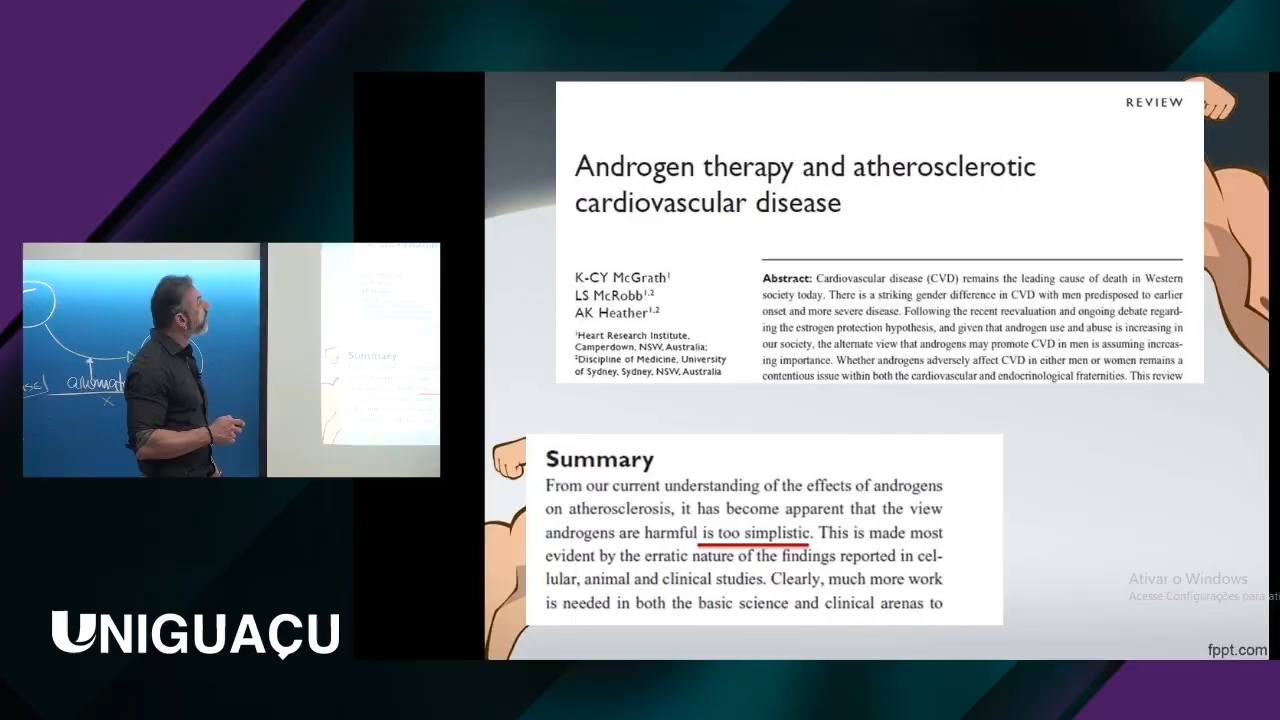 REVIEW
Androgen therapy and atherosclerotic
cardiovascular disease
K-CY McGrath¹
LS McRobb¹,²
AK Heather¹,²
¹Heart Research Institute,
Camperdown, NSW, Australia;
²Discipline of Medicine, University
of Sydney, Sydney, NSW, Australia
Abstract: Cardiovascular disease (CVD) remains the leading cause of death in Western
society today. There is a striking gender difference in CVD with men predisposed to earlier
onset and more severe disease. Following the recent reevaluation and ongoing debate regard-
ing the estrogen protection hypothesis, and given that androgen use and abuse is increasing in
our society, the alternate view that androgens may promote CVD in men is assuming increas-
ing importance. Whether androgens adversely affect CVD in either men or women remains a
contentious issue within both the cardiovascular and endocrinological fraternities. This review
Summary
From our current understanding of the effects of androgens
on atherosclerosis, it has become apparent that the view
androgens are harmful is too simplistic. This is made most
evident by the erratic nature of the findings reported in cel-
lular, animal and clinical studies. Clearly, much more work
is needed in both the basic science and clinical arenas to
Summary
Ativar o Windows
Acesse Configurações para ati
fppt.com
UNIGUAÇU